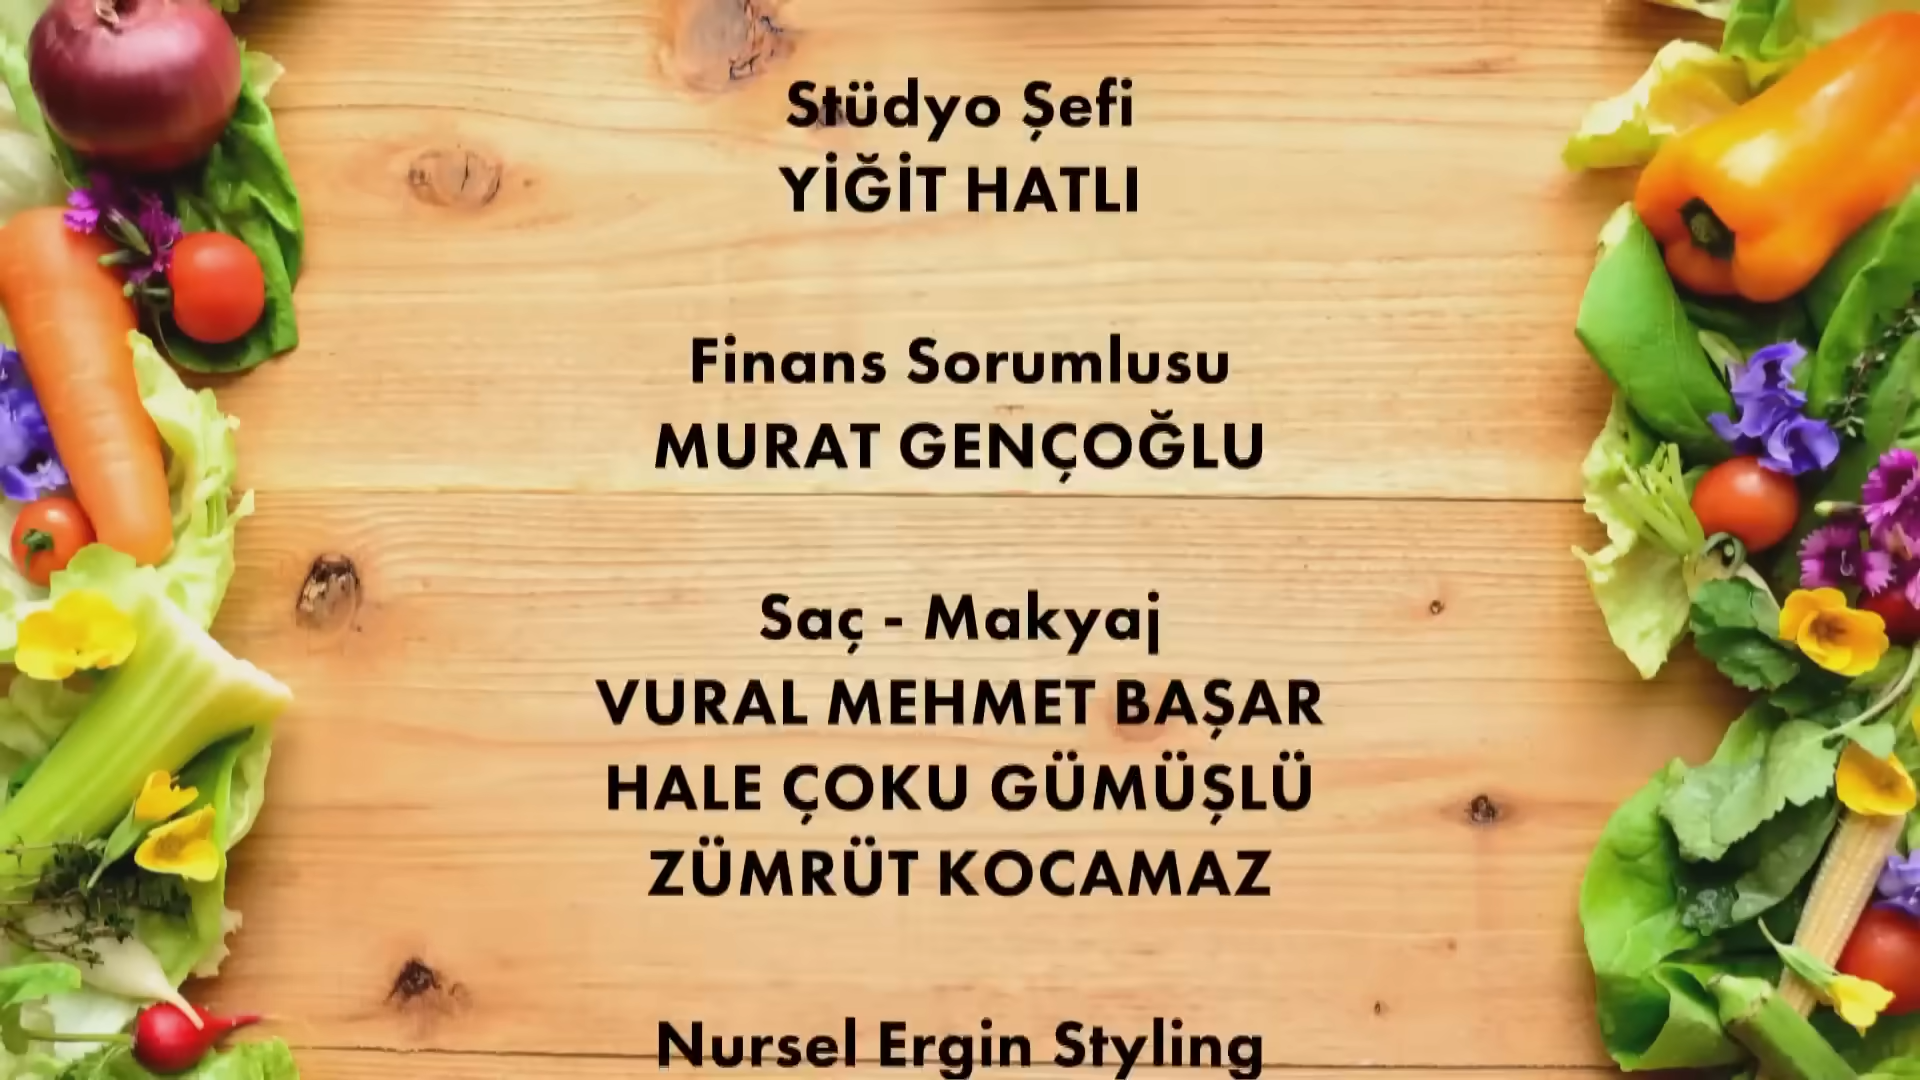 Stüdyo Şefi
YİĞİT HATLI
Finans Sorumlusu
MURAT GENÇOĞLU
Saç - Makyaj
VURAL MEHMET BAŞAR
HALE ÇOKU GÜMÜŞLÜ
ZÜMRÜT KOCAMAZ
Nursel Ergin Styling